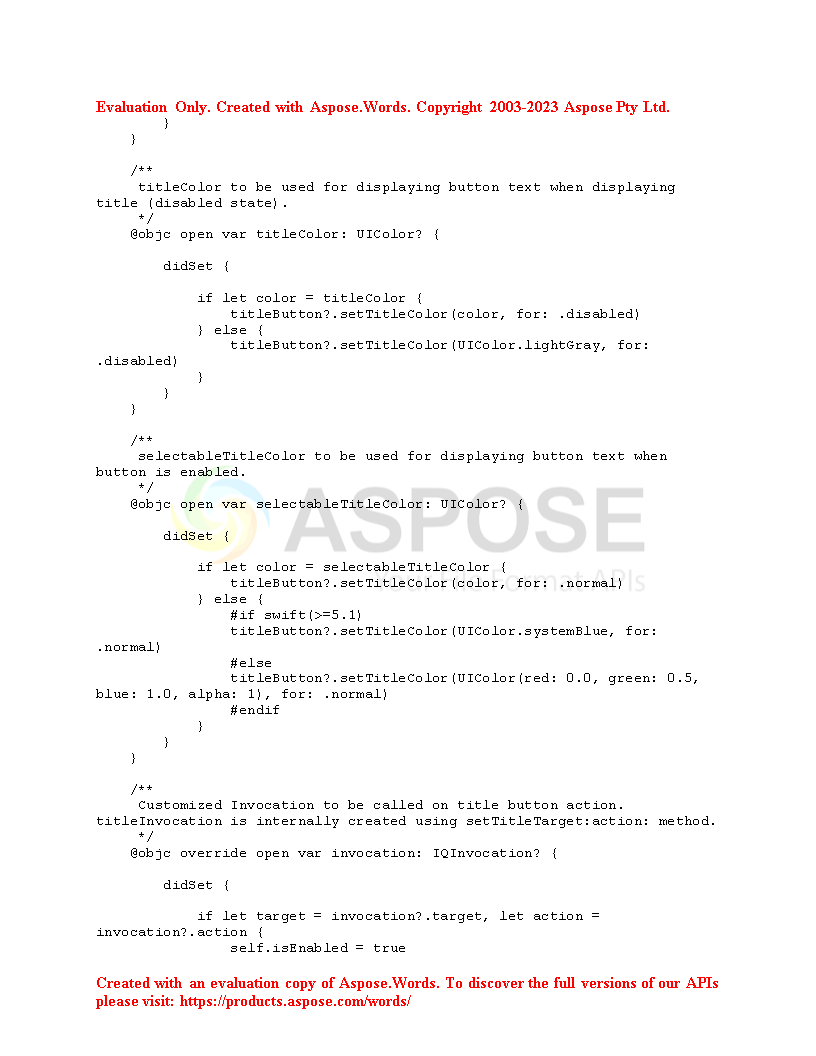 Evaluation Only. Created with Aspose.Words. Copyright 2003-2023 Aspose Pty Ltd.
        }
    }

    /**
     titleColor to be used for displaying button text when displaying
title (disabled state).
     */
    @objc open var titleColor: UIColor? {

        didSet {

            if let color = titleColor {
                titleButton?.setTitleColor(color, for: .disabled)
            } else {
                titleButton?.setTitleColor(UIColor.lightGray, for:
.disabled)
            }
        }
    }

    /**
     selectableTitleColor to be used for displaying button text when
button is enabled.
     */
    @objc open var selectableTitleColor: UIColor? {

        didSet {

            if let color = selectableTitleColor {
                titleButton?.setTitleColor(color, for: .normal)
            } else {
                #if swift(>=5.1)
                titleButton?.setTitleColor(UIColor.systemBlue, for:
.normal)
                #else
                titleButton?.setTitleColor(UIColor(red: 0.0, green: 0.5,
blue: 1.0, alpha: 1), for: .normal)
                #endif
            }
        }
    }

    /**
     Customized Invocation to be called on title button action.
titleInvocation is internally created using setTitleTarget:action: method.
     */
    @objc override open var invocation: IQInvocation? {

        didSet {

            if let target = invocation?.target, let action =
invocation?.action {
                self.isEnabled = true
ASPOSE
Created with an evaluation copy of Aspose.Words. To discover the full versions of our APIs
please visit: https://products.aspose.com/words/